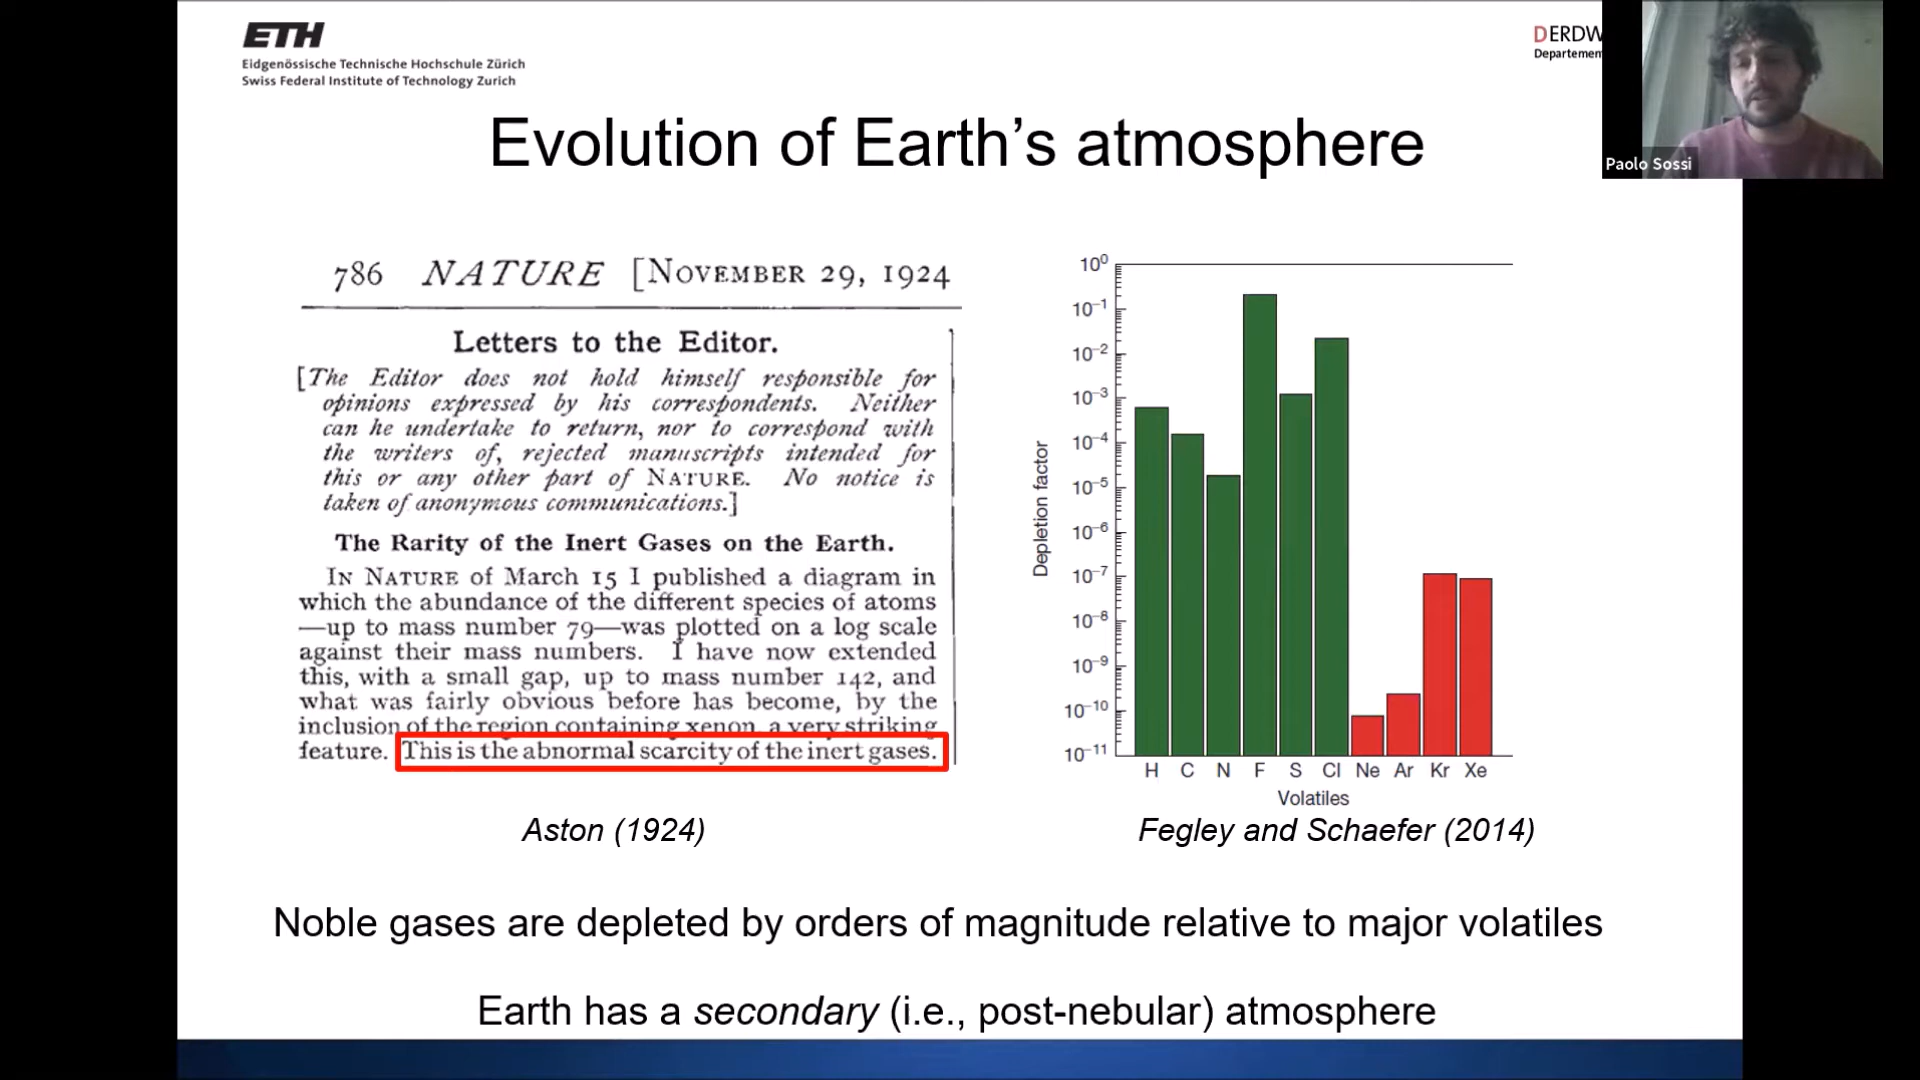 ETH
Eidgenössische Technische Hochschule Zürich
Swiss Federal Institute of Technology Zurich
DERDW
Departemen
Paolo Sossi
Evolution of Earth’s atmosphere
786 NATURE [NOVEMBER 29, 1924
Letters to the Editor.
[The Editor does not hold himself responsible for
opinions expressed by his correspondents. Neither
can he undertake to return, nor to correspond with
the writers of, rejected manuscripts intended for
this or any other part of NATURE. No notice is
taken of anonymous communications.]
The Rarity of the Inert Gases on the Earth.
IN NATURE of March 15 I published a diagram in
which the abundance of the different species of atoms
—up to mass number 79—was plotted on a log scale
against their mass numbers. I have now extended
this, with a small gap, up to mass number 142, and
what was fairly obvious before has become, by the
inclusion of the region containing xenon, a very striking
feature. This is the abnormal scarcity of the inert gases.
Aston (1924)
Depletion factor
10⁰
10⁻¹
10⁻²
10⁻³
10⁻⁴
10⁻⁵
10⁻⁶
10⁻⁷
10⁻⁸
10⁻⁹
10⁻¹⁰
10⁻¹¹
H C N F S Cl Ne Ar Kr Xe
Volatiles
Fegley and Schaefer (2014)
Noble gases are depleted by orders of magnitude relative to major volatiles
Earth has a secondary (i.e., post-nebular) atmosphere